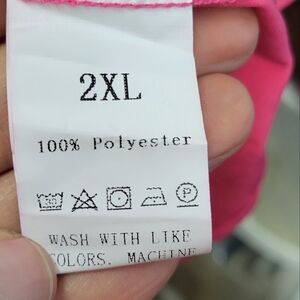 2XL
100% Polyester
WASH WITH LIKE
COLORS. MACHINE